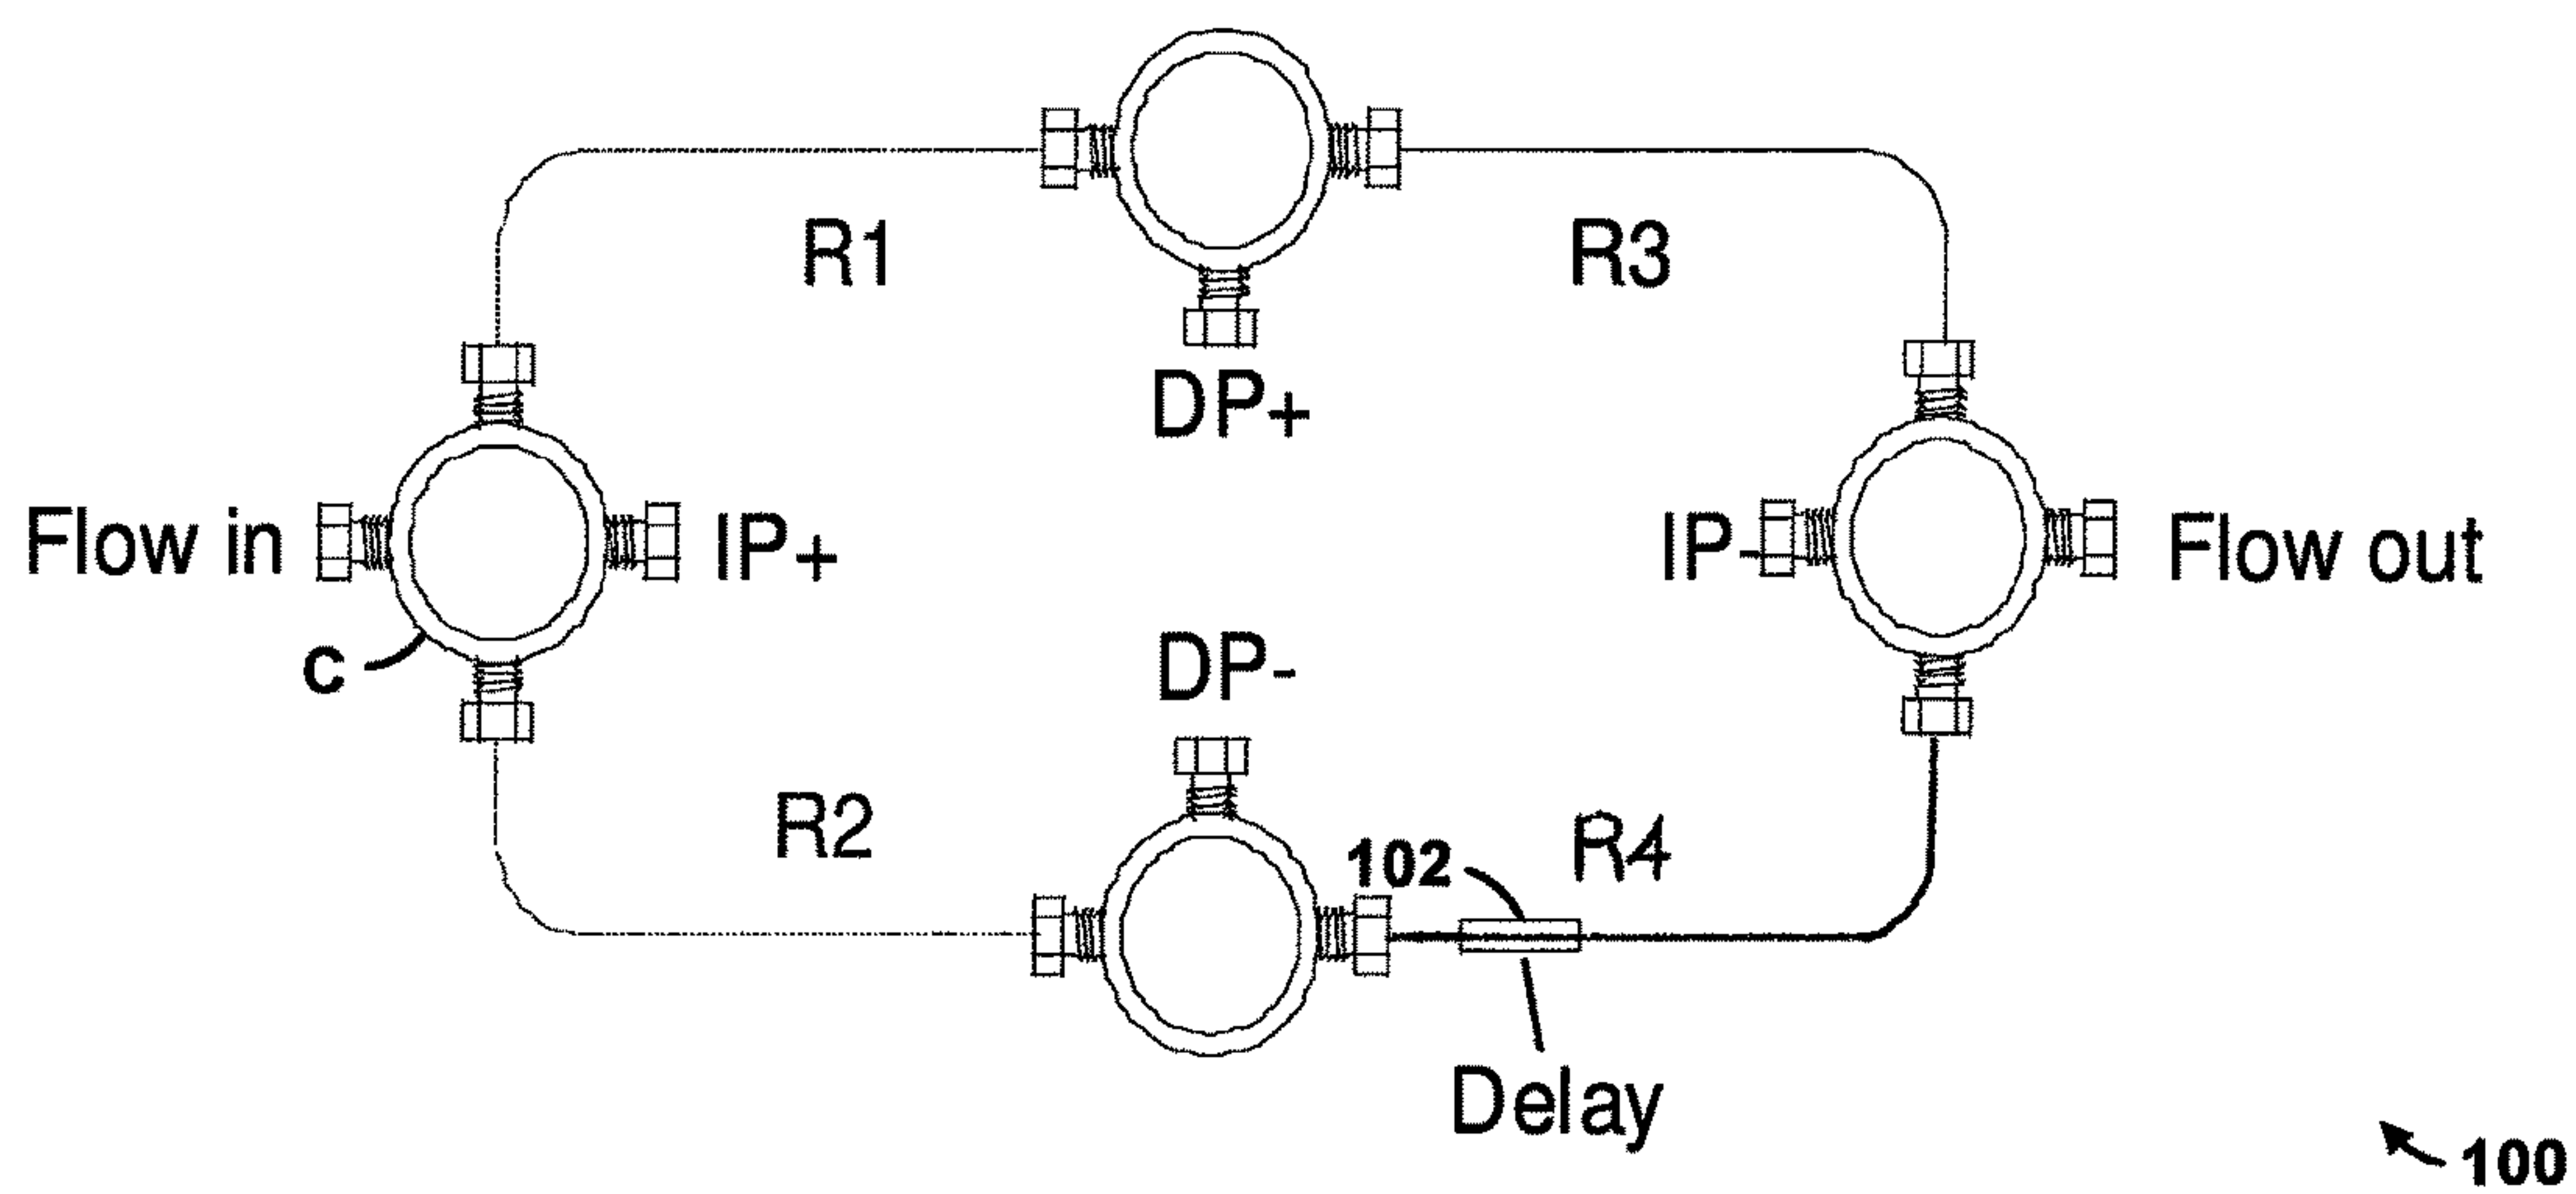 R1
R3
DP+
Flow in
IP+
IP-
Flow out
C
DP-
R2
102
R4
Delay
100